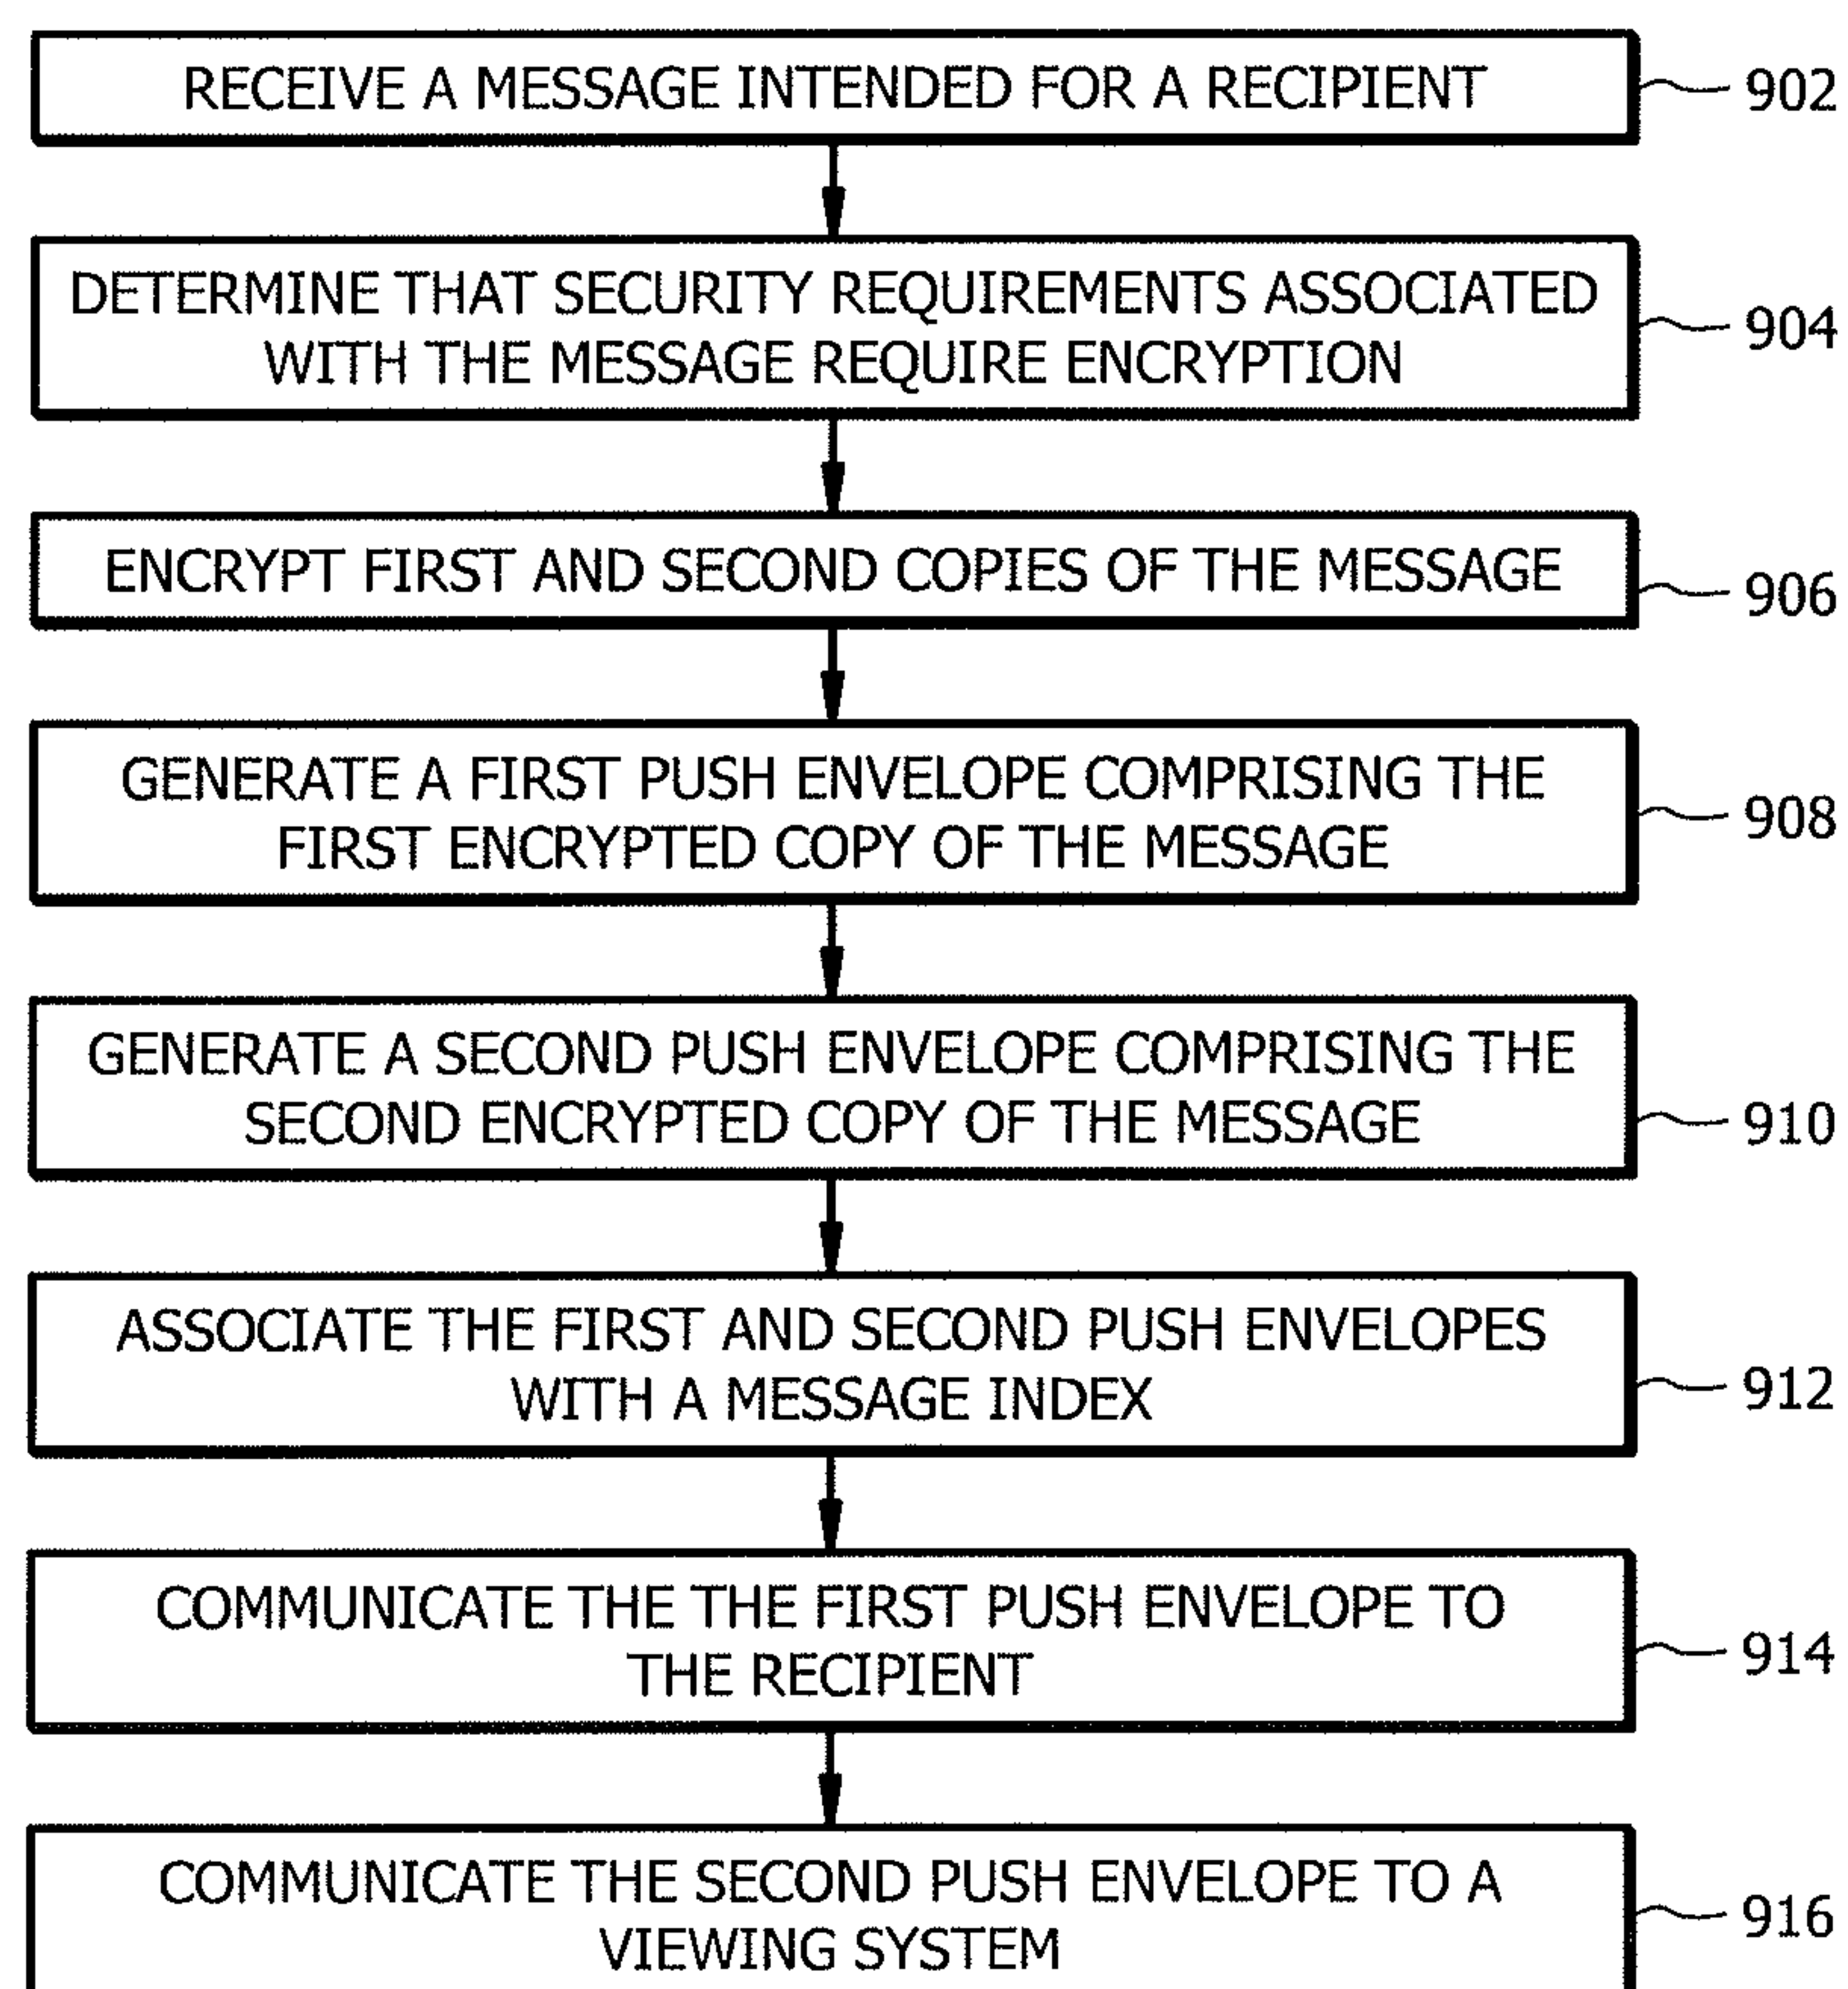 RECEIVE A MESSAGE INTENDED FOR A RECIPIENT
902
DETERMINE THAT SECURITY REQUIREMENTS ASSOCIATED
WITH THE MESSAGE REQUIRE ENCRYPTION
904
ENCRYPT FIRST AND SECOND COPIES OF THE MESSAGE
906
GENERATE A FIRST PUSH ENVELOPE COMPRISING THE
FIRST ENCRYPTED COPY OF THE MESSAGE
908
GENERATE A SECOND PUSH ENVELOPE COMPRISING THE
SECOND ENCRYPTED COPY OF THE MESSAGE
910
ASSOCIATE THE FIRST AND SECOND PUSH ENVELOPES
WITH A MESSAGE INDEX
912
COMMUNICATE THE THE FIRST PUSH ENVELOPE TO
THE RECIPIENT
914
COMMUNICATE THE SECOND PUSH ENVELOPE TO A
VIEWING SYSTEM
916